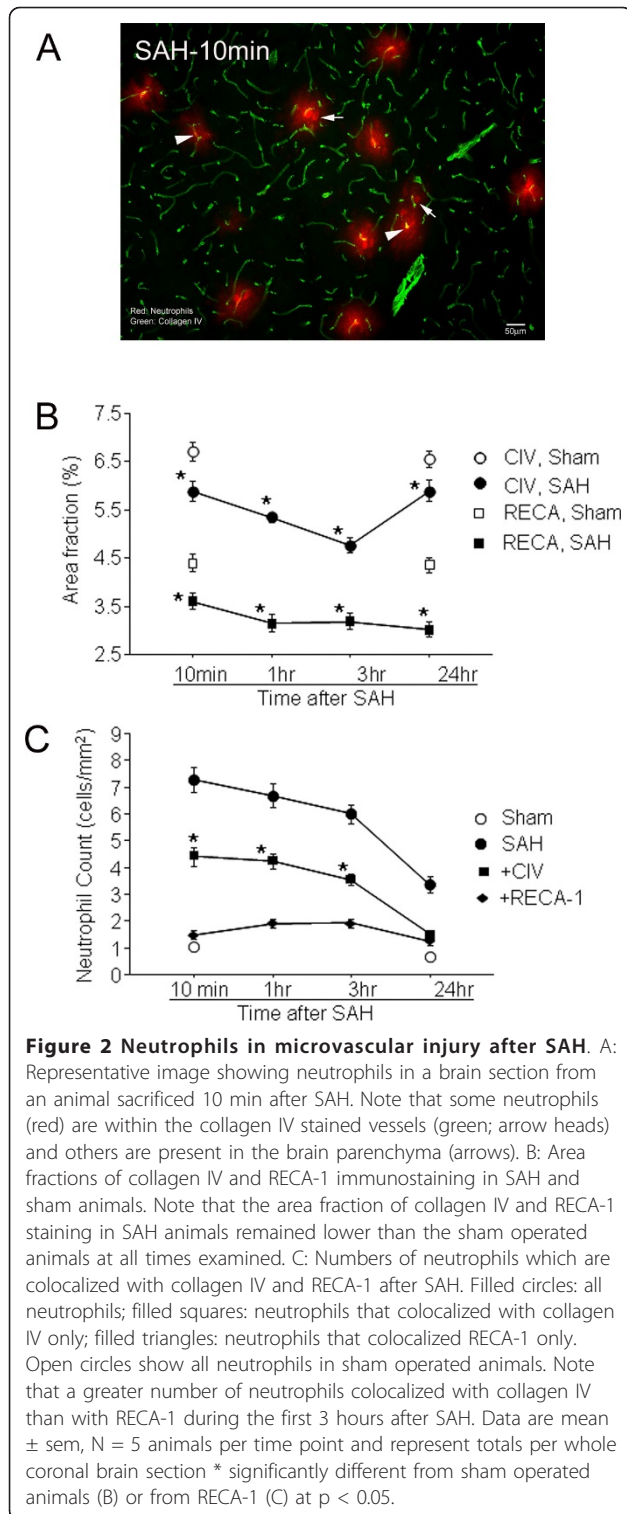 A
SAH-10min
Red: Neutrophils
Green: Collagen IV
50µm
B
Area fraction (%)
7.5
6.5
5.5
4.5
3.5
2.5
* * * *
* * * *
10min 1hr 3hr 24hr
Time after SAH
CIV, Sham
CIV, SAH
RECA, Sham
RECA, SAH
C
Neutrophil Count (cells/mm²)
9
8
7
6
5
4
3
2
1
0
* * *
10 min 1hr 3hr 24hr
Time after SAH
Sham
SAH
+CIV
+RECA-1
Figure 2 Neutrophils in microvascular injury after SAH. A:
Representative image showing neutrophils in a brain section from
an animal sacrificed 10 min after SAH. Note that some neutrophils
(red) are within the collagen IV stained vessels (green; arrow heads)
and others are present in the brain parenchyma (arrows). B: Area
fractions of collagen IV and RECA-1 immunostaining in SAH and
sham animals. Note that the area fraction of collagen IV and RECA-1
staining in SAH animals remained lower than the sham operated
animals at all times examined. C: Numbers of neutrophils which are
colocalized with collagen IV and RECA-1 after SAH. Filled circles: all
neutrophils; filled squares: neutrophils that colocalized with collagen
IV only; filled triangles: neutrophils that colocalized RECA-1 only.
Open circles show all neutrophils in sham operated animals. Note
that a greater number of neutrophils colocalized with collagen IV
than with RECA-1 during the first 3 hours after SAH. Data are mean
± sem, N = 5 animals per time point and represent totals per whole
coronal brain section * significantly different from sham operated
animals (B) or from RECA-1 (C) at p < 0.05.